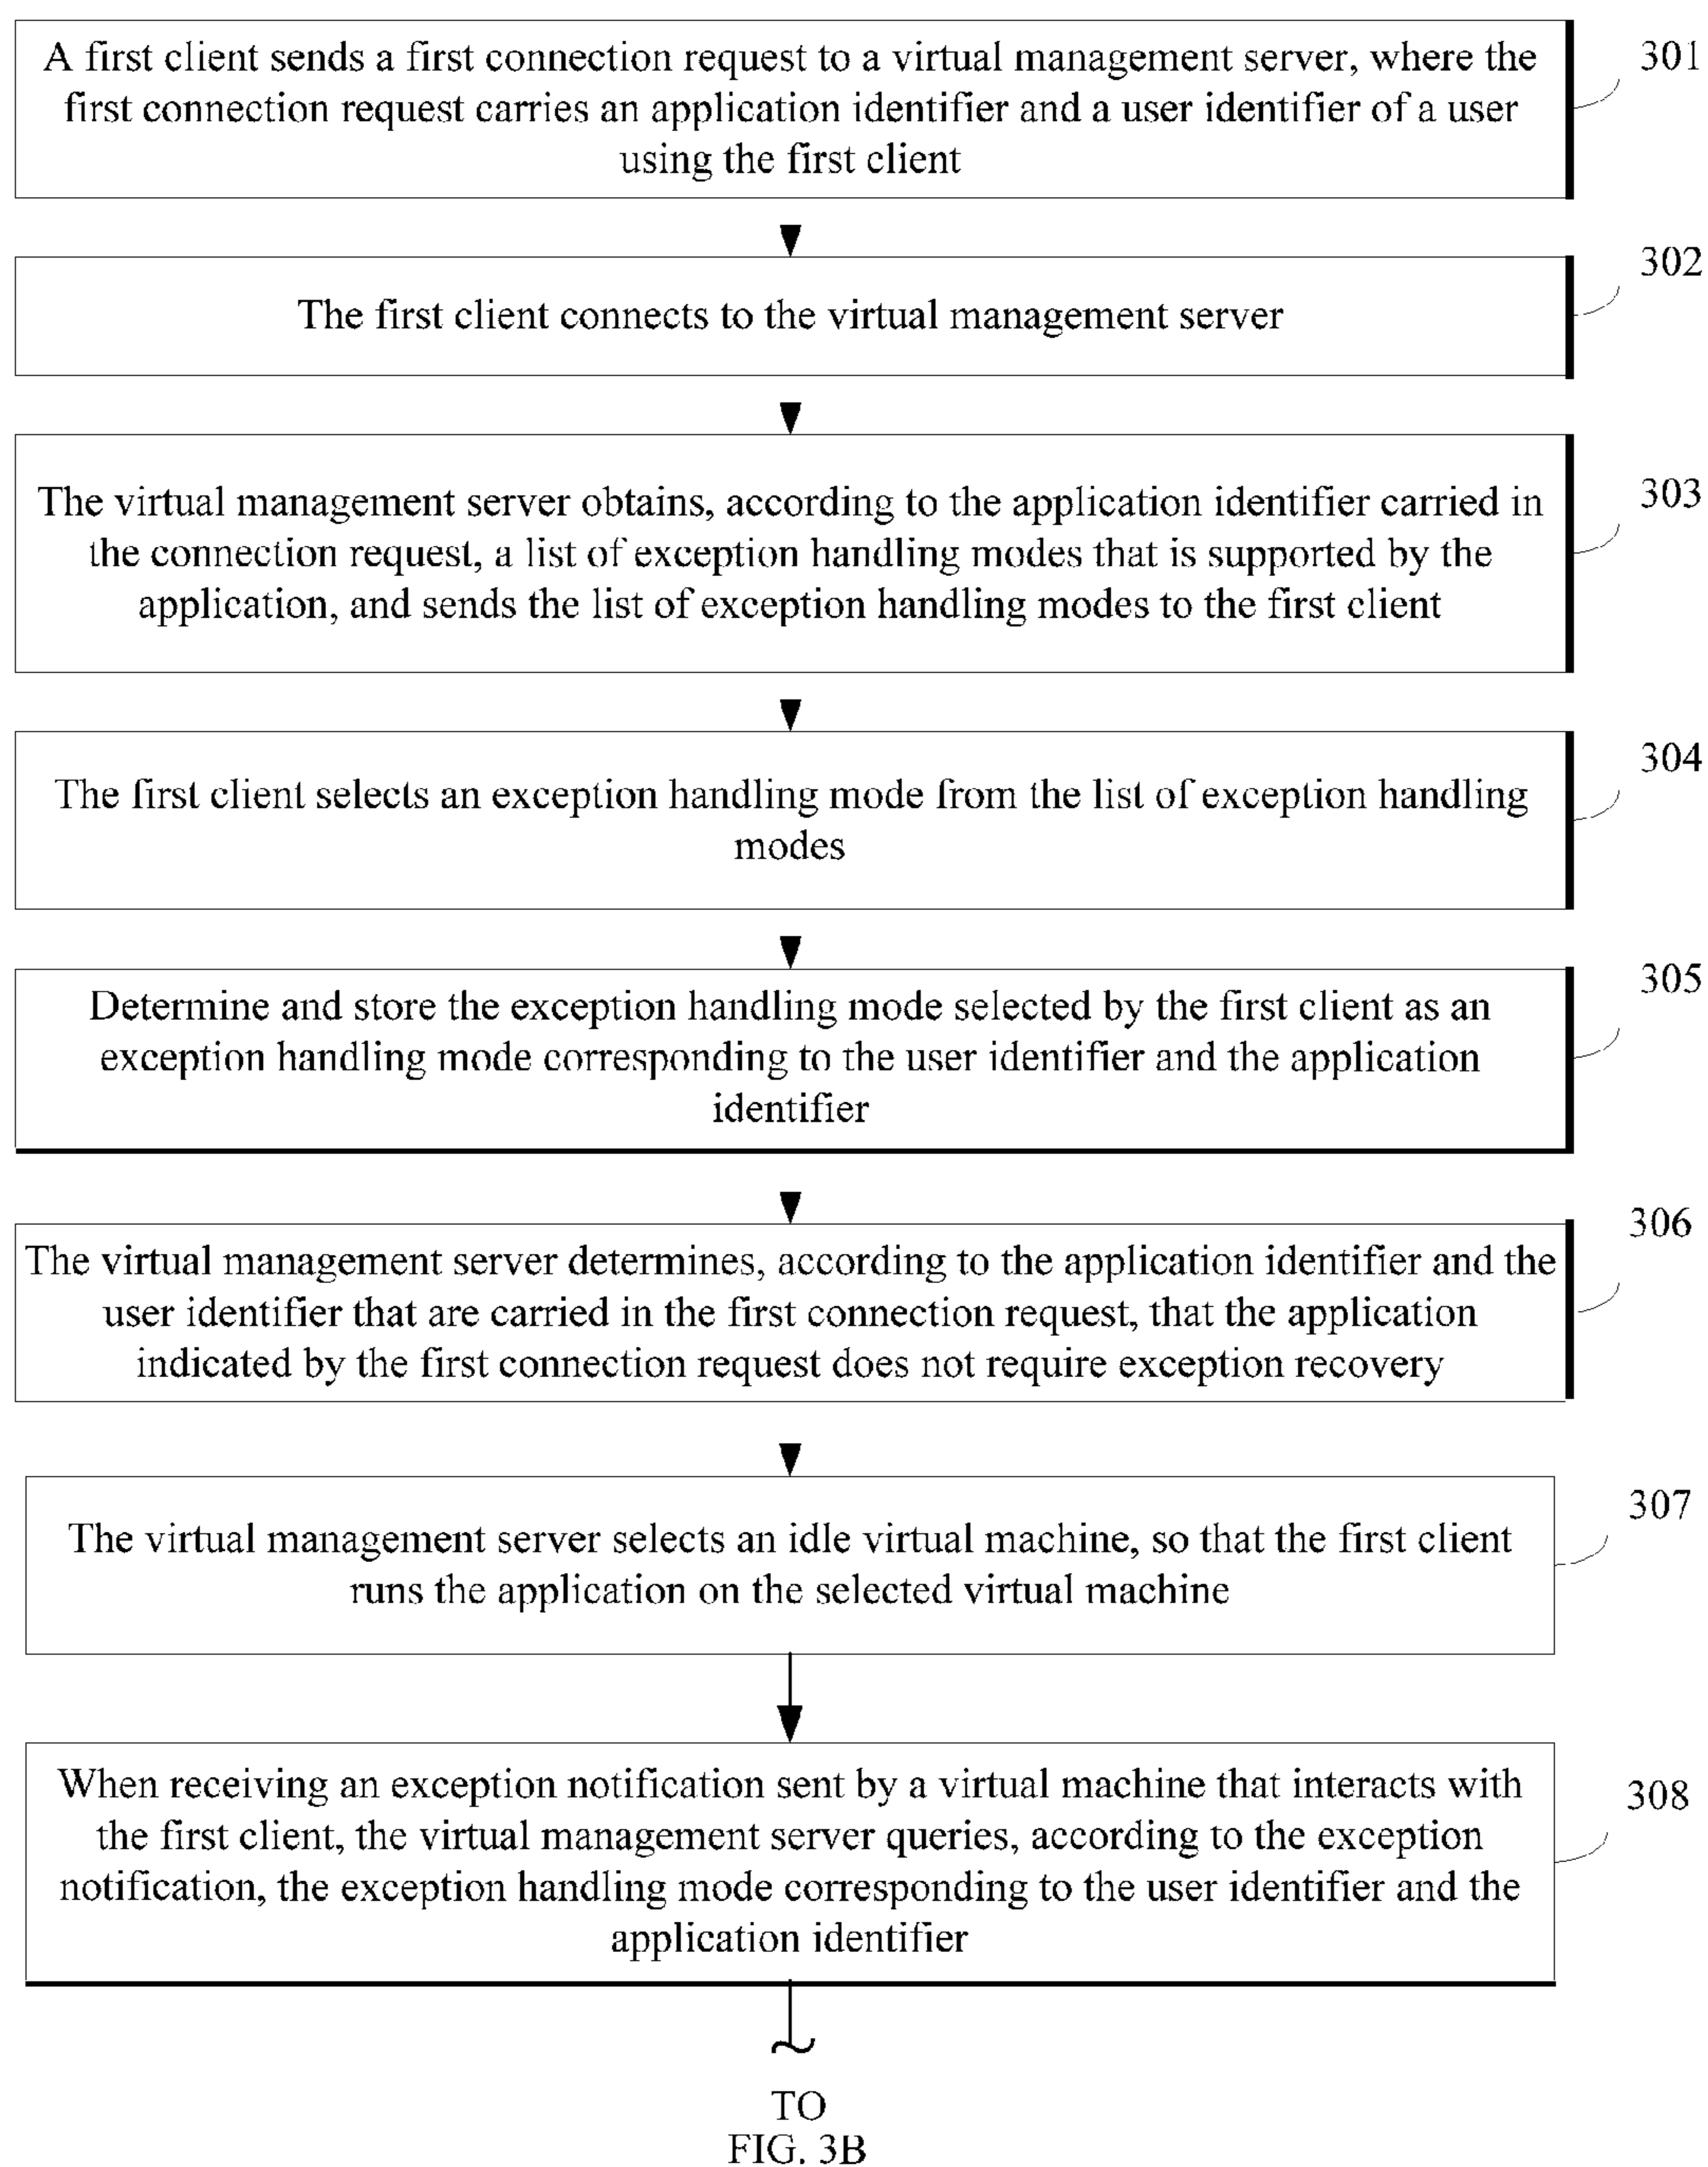 A first client sends a first connection request to a virtual management server, where the
first connection request carries an application identifier and a user identifier of a user
using the first client
301
The first client connects to the virtual management server
302
The virtual management server obtains, according to the application identifier carried in
the connection request, a list of exception handling modes that is supported by the
application, and sends the list of exception handling modes to the first client
303
The first client selects an exception handling mode from the list of exception handling
modes
304
Determine and store the exception handling mode selected by the first client as an
exception handling mode corresponding to the user identifier and the application
identifier
305
The virtual management server determines, according to the application identifier and the
user identifier that are carried in the first connection request, that the application
indicated by the first connection request does not require exception recovery
306
The virtual management server selects an idle virtual machine, so that the first client
runs the application on the selected virtual machine
307
When receiving an exception notification sent by a virtual machine that interacts with
the first client, the virtual management server queries, according to the exception
notification, the exception handling mode corresponding to the user identifier and the
application identifier
308
TO
FIG. 3B